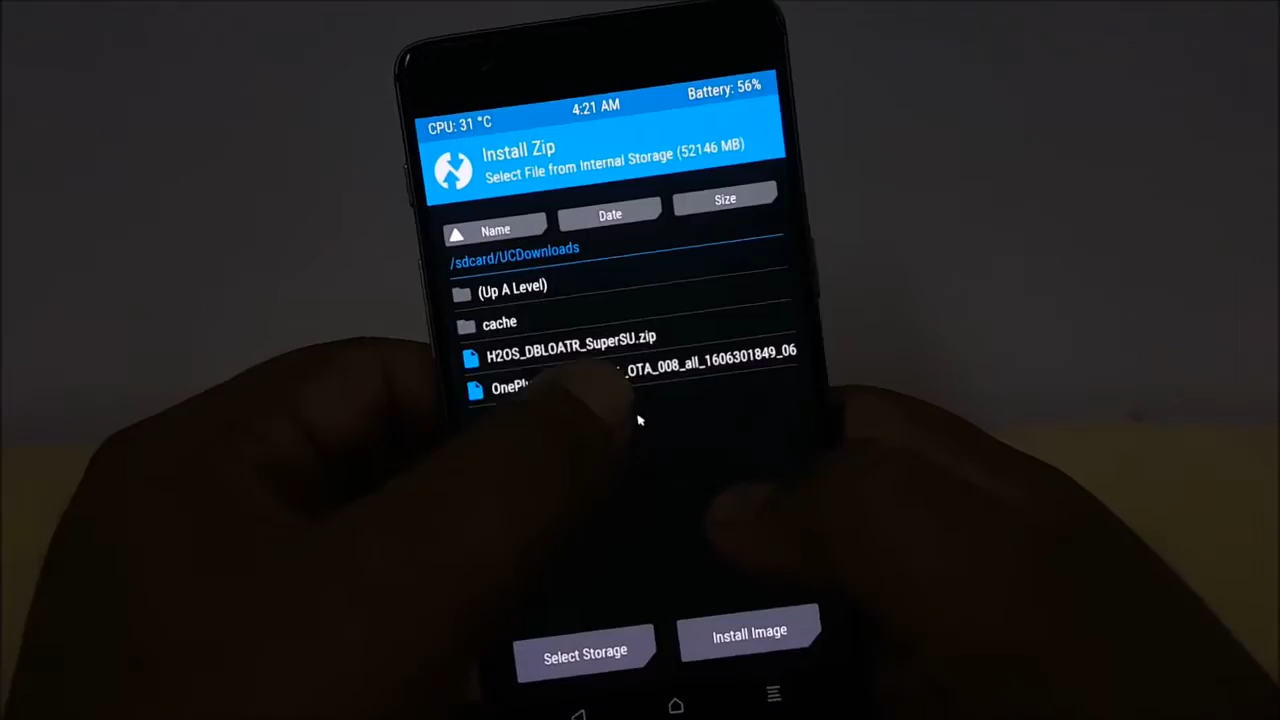 CPU: 31 °C 4:21 AM Battery: 56%
Install Zip
Select File from Internal Storage (52146 MB)
Name Date Size
/sdcard/UCDownloads
(Up A Level)
cache
H2OS_DBLOATR_SuperSU.zip
_OTA_008_all_1606301849_06
Select Storage Install Image